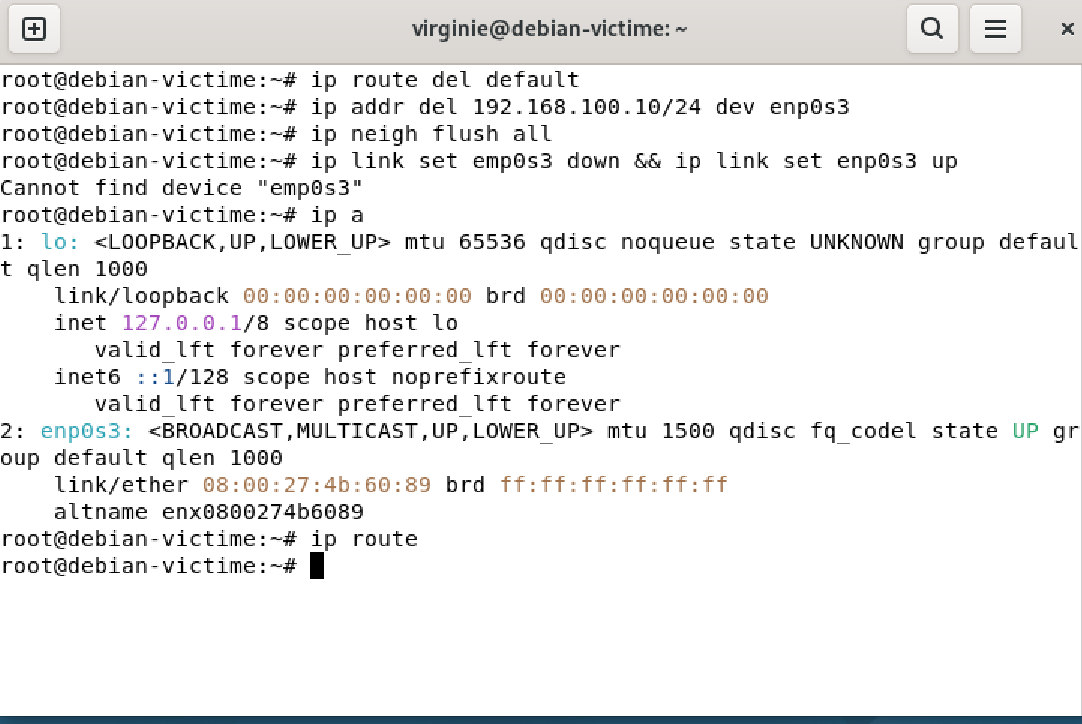 virginie@debian-victime: ~
root@debian-victime:~# ip route del default
root@debian-victime:~# ip addr del 192.168.100.10/24 dev enp0s3
root@debian-victime:~# ip neigh flush all
root@debian-victime:~# ip link set emp0s3 down && ip link set enp0s3 up
Cannot find device "emp0s3"
root@debian-victime:~# ip a
1: lo: <LOOPBACK,UP,LOWER_UP> mtu 65536 qdisc noqueue state UNKNOWN group defaul
t qlen 1000
    link/loopback 00:00:00:00:00:00 brd 00:00:00:00:00:00
    inet 127.0.0.1/8 scope host lo
       valid_lft forever preferred_lft forever
    inet6 ::1/128 scope host noprefixroute
       valid_lft forever preferred_lft forever
2: enp0s3: <BROADCAST,MULTICAST,UP,LOWER_UP> mtu 1500 qdisc fq_codel state UP gr
oup default qlen 1000
    link/ether 08:00:27:4b:60:89 brd ff:ff:ff:ff:ff:ff
    altname enx0800274b6089
root@debian-victime:~# ip route
root@debian-victime:~#